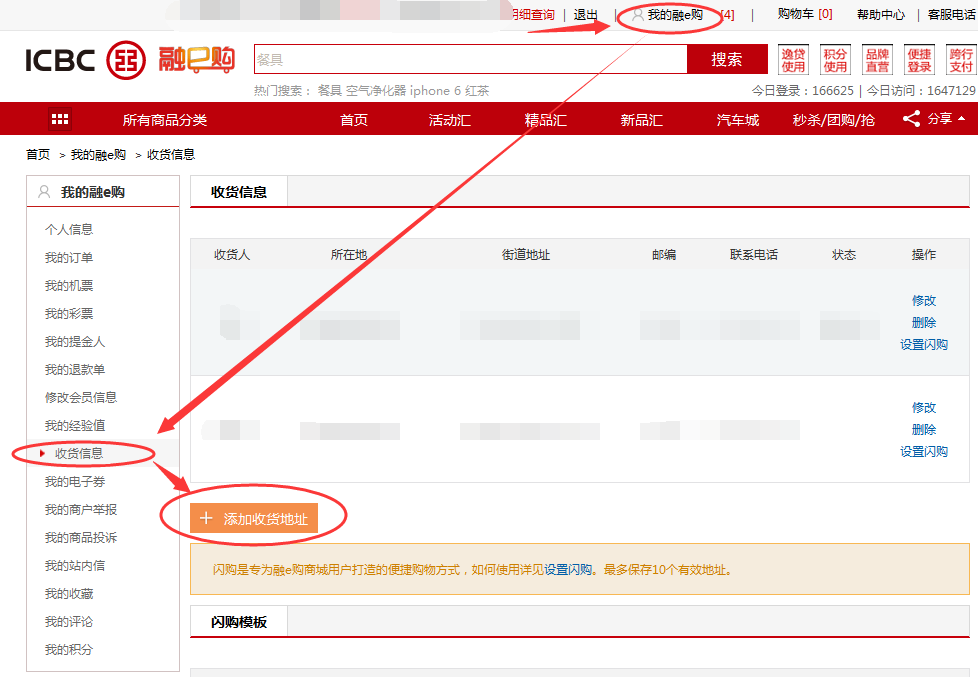 明细查询 | 退出 | 我的融e购 [4] | 购物车 [0] 帮助中心 | 客服电话
ICBC 融e购
餐具 搜索
逸贷使用 积分使用 品牌直营 便捷登录 跨行支付
热门搜索： 餐具 空气净化器 iphone 6 红茶
今日登录：166625 | 今日访问：1647129
所有商品分类 首页 活动汇 精品汇 新品汇 汽车城 秒杀/团购/抢 分享
首页 > 我的融e购 > 收货信息
我的融e购
个人信息
我的订单
我的机票
我的彩票
我的提金人
我的退款单
修改会员信息
我的经验值
收货信息
我的电子券
我的商户举报
我的商品投诉
我的站内信
我的收藏
我的评论
我的积分
收货信息
收货人 所在地 街道地址 邮编 联系电话 状态 操作
修改
删除
设置闪购
修改
删除
设置闪购
＋ 添加收货地址
闪购是专为融e购商城用户打造的便捷购物方式，如何使用详见设置闪购。最多保存10个有效地址。
闪购模板